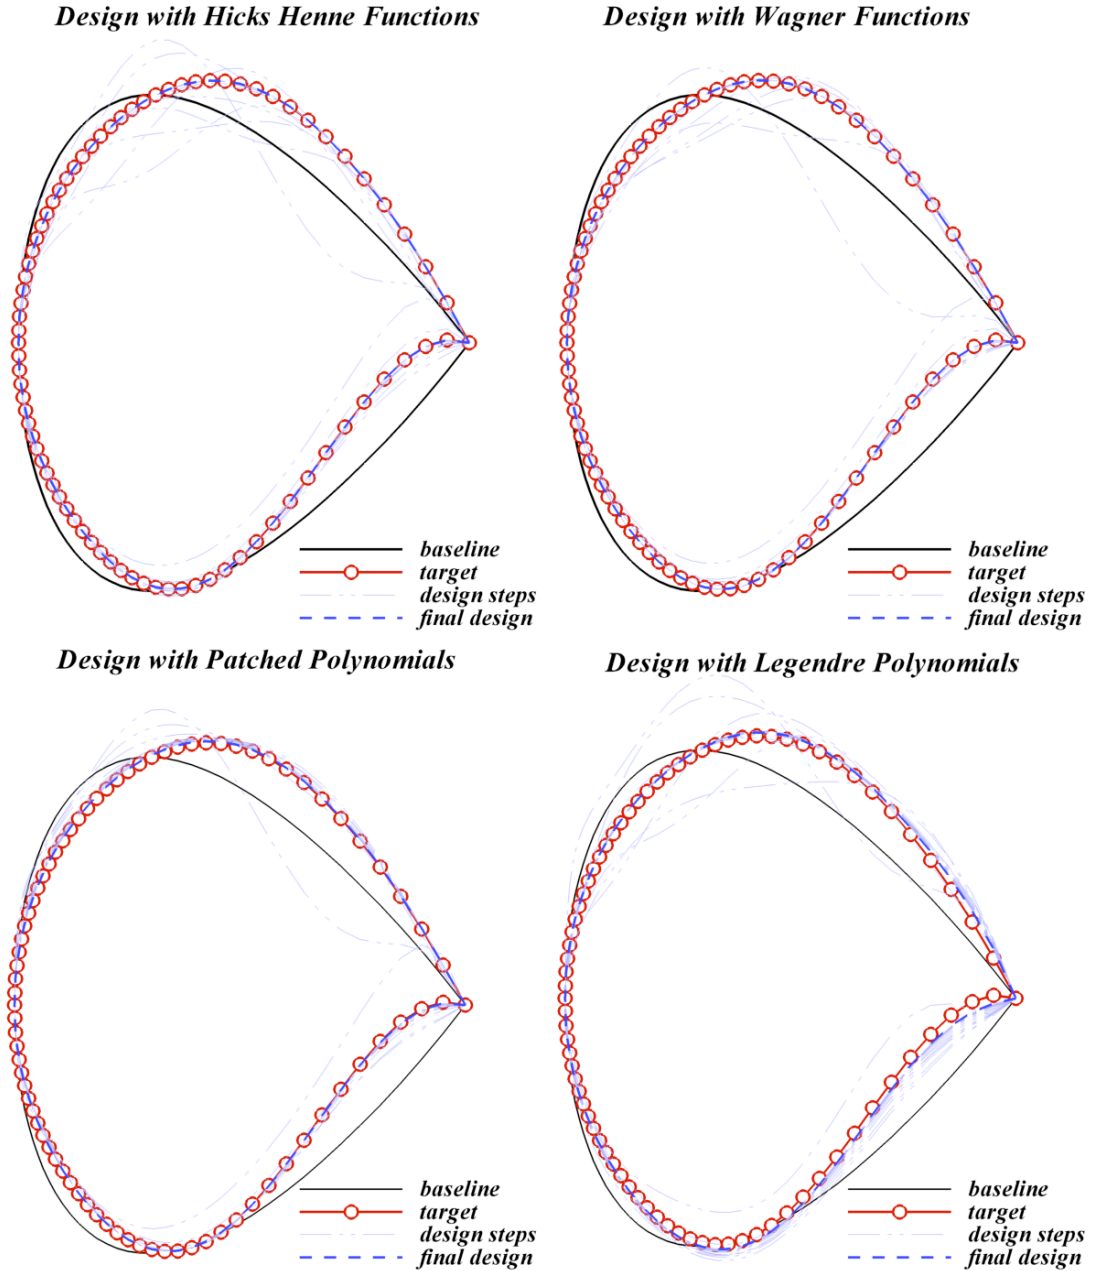 Design with Hicks Henne Functions
baseline
target
design steps
final design
Design with Wagner Functions
baseline
target
design steps
final design
Design with Patched Polynomials
baseline
target
design steps
final design
Design with Legendre Polynomials
baseline
target
design steps
final design